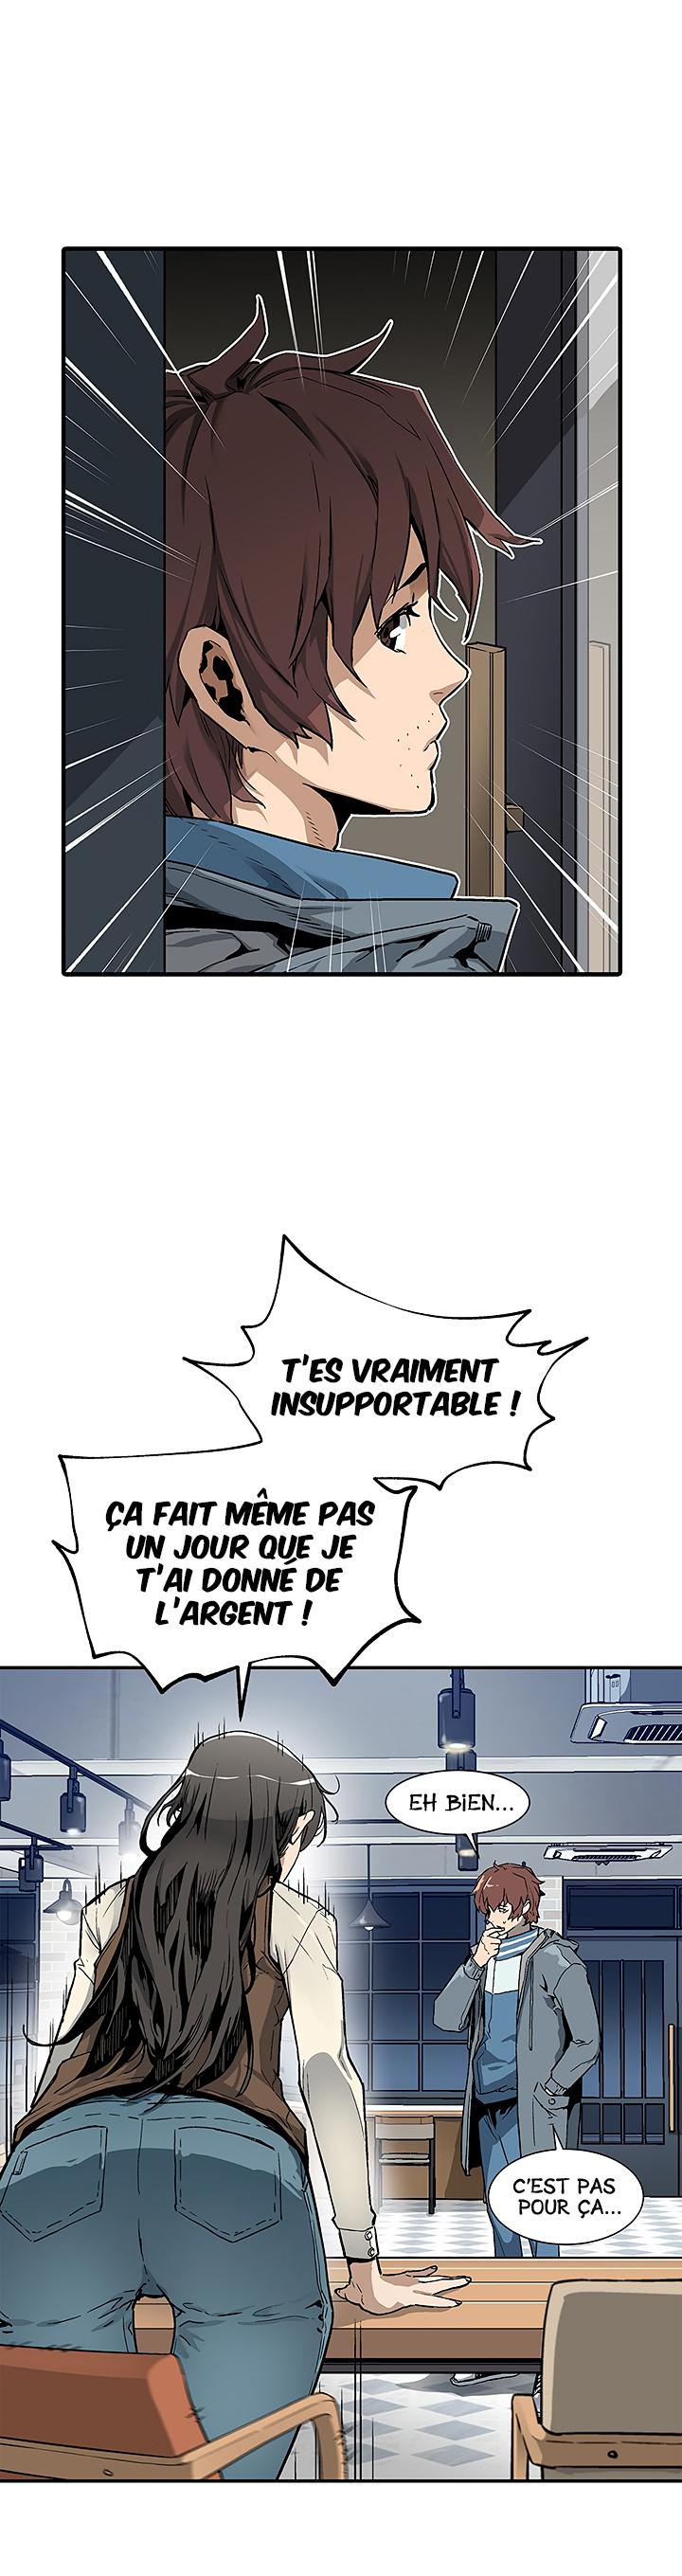 T'ES VRAIMENT
INSUPPORTABLE !
ÇA FAIT MÊME PAS
UN JOUR QUE JE
T'AI DONNÉ DE
L'ARGENT !
EH BIEN...
C'EST PAS
POUR ÇA...